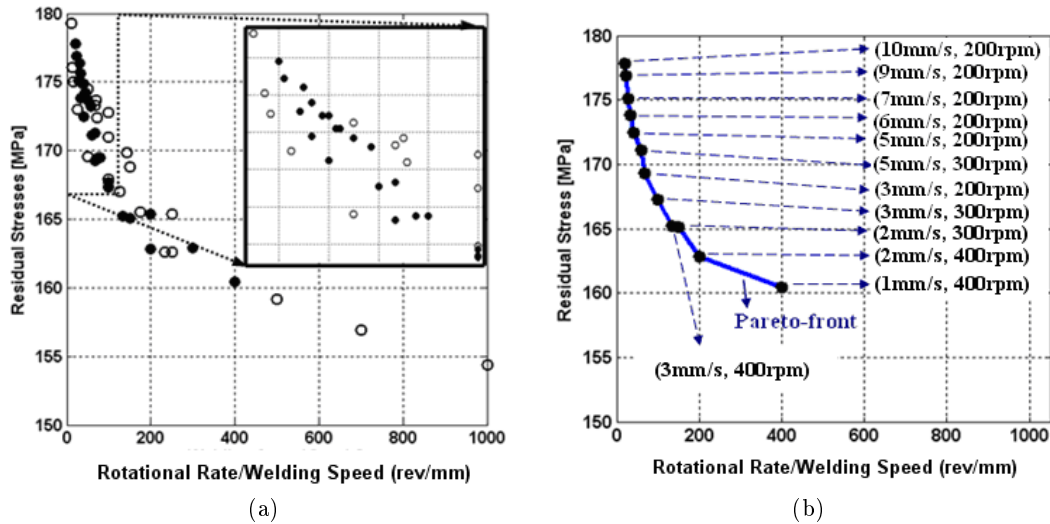 180
175
170
165
160
155
150
Residual Stresses [MPa]
0
200
400
600
800
1000
Rotational Rate/Welding Speed (rev/mm)
(a)
180
175
170
165
160
155
150
Residual Stress [MPa]
0
200
400
600
800
1000
Rotational Rate/Welding Speed (rev/mm)
(10mm/s, 200rpm)
(9mm/s, 200rpm)
(7mm/s, 200rpm)
(6mm/s, 200rpm)
(5mm/s, 200rpm)
(5mm/s, 300rpm)
(3mm/s, 200rpm)
(3mm/s, 300rpm)
(2mm/s, 300rpm)
(2mm/s, 400rpm)
(1mm/s, 400rpm)
Pareto-front
(3mm/s, 400rpm)
(b)